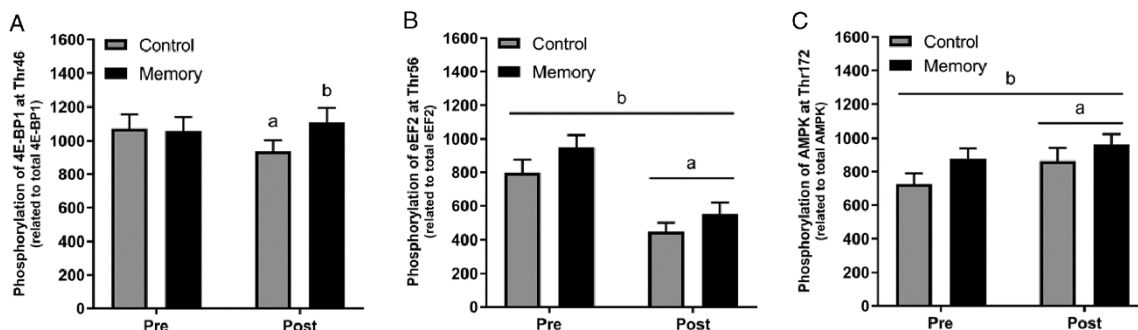 A
Phosphorylation of 4E-BP1 at Thr46
(related to total 4E-BP1)
1600
1400
1200
1000
800
600
400
200
0
Control
Memory
a
b
Pre
Post
B
Phosphorylation of eEF2 at Thr56
(related to total eEF2)
1600
1400
1200
1000
800
600
400
200
0
Control
Memory
b
a
Pre
Post
C
Phosphorylation of AMPK at Thr172
(related to total AMPK)
1600
1400
1200
1000
800
600
400
200
0
Control
Memory
b
a
Pre
Post